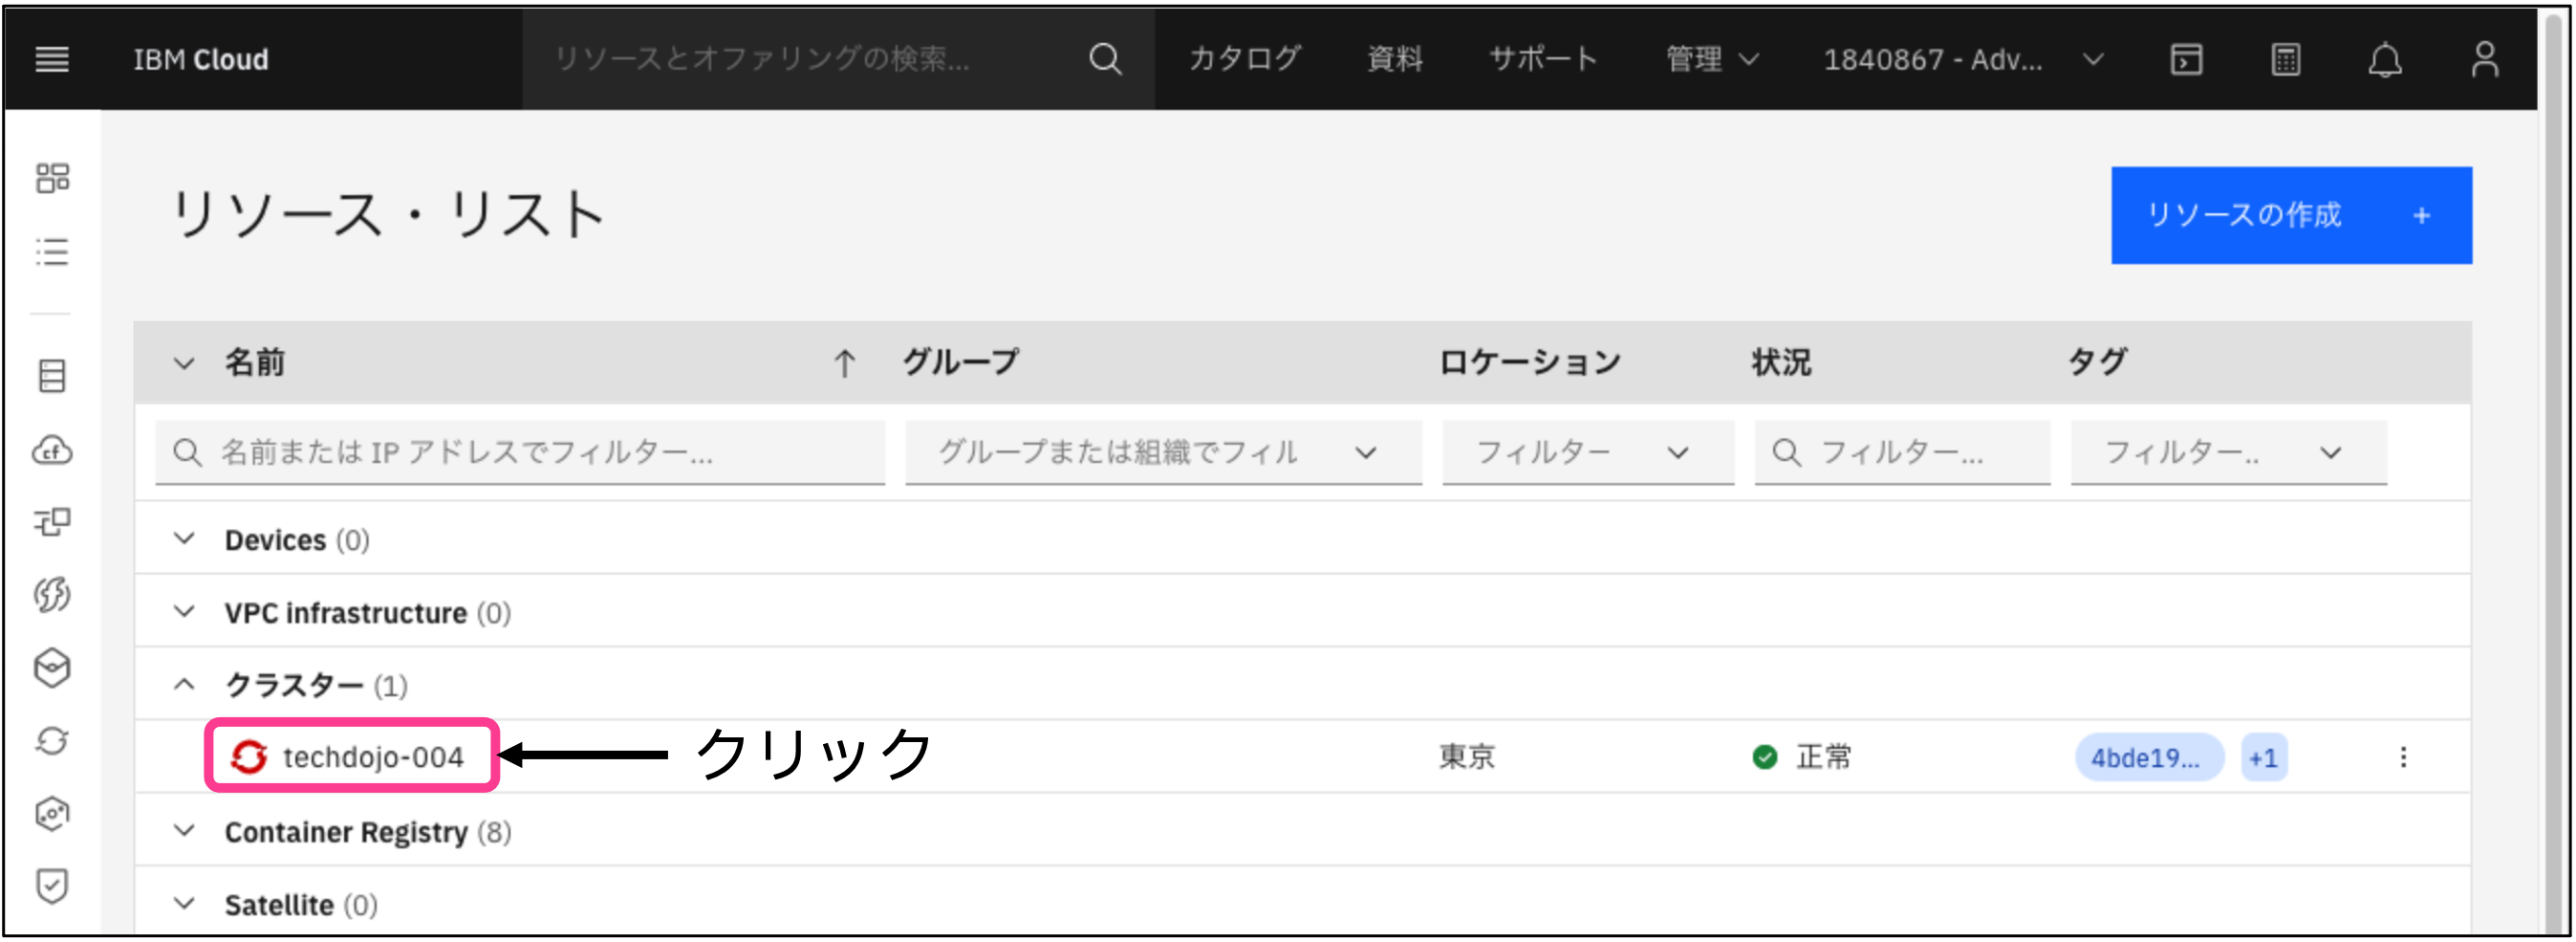 IBM Cloud リソースとオファリングの検索... カタログ 資料 サポート 管理 1840867 - Adv...
リソース・リスト
リソースの作成 +
名前 グループ ロケーション 状況 タグ
名前または IP アドレスでフィルター... グループまたは組織でフィル フィルター フィルター... フィルター..
Devices (0)
VPC infrastructure (0)
クラスター (1)
techdojo-004 クリック 東京 正常 4bde19... +1
Container Registry (8)
Satellite (0)